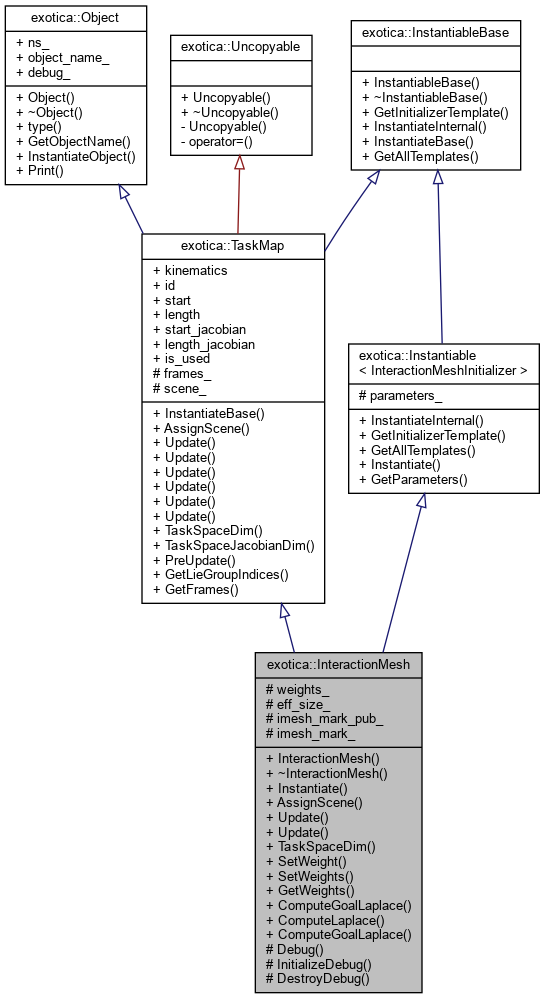 exotica::Object
+ ns_
+ object_name_
+ debug_
+ Object()
+ ~Object()
+ type()
+ GetObjectName()
+ InstantiateObject()
+ Print()
exotica::Uncopyable
+ Uncopyable()
+ ~Uncopyable()
- Uncopyable()
- operator=()
exotica::InstantiableBase
+ InstantiableBase()
+ ~InstantiableBase()
+ GetInitializerTemplate()
+ InstantiateInternal()
+ InstantiateBase()
+ GetAllTemplates()
exotica::TaskMap
+ kinematics
+ id
+ start
+ length
+ start_jacobian
+ length_jacobian
+ is_used
# frames_
# scene_
+ InstantiateBase()
+ AssignScene()
+ Update()
+ Update()
+ Update()
+ Update()
+ Update()
+ Update()
+ TaskSpaceDim()
+ TaskSpaceJacobianDim()
+ PreUpdate()
+ GetLieGroupIndices()
+ GetFrames()
exotica::Instantiable
< InteractionMeshInitializer >
# parameters_
+ InstantiateInternal()
+ GetInitializerTemplate()
+ GetAllTemplates()
+ Instantiate()
+ GetParameters()
exotica::InteractionMesh
# weights_
# eff_size_
# imesh_mark_pub_
# imesh_mark_
+ InteractionMesh()
+ ~InteractionMesh()
+ Instantiate()
+ AssignScene()
+ Update()
+ Update()
+ TaskSpaceDim()
+ SetWeight()
+ SetWeights()
+ GetWeights()
+ ComputeGoalLaplace()
+ ComputeLaplace()
+ ComputeGoalLaplace()
# Debug()
# InitializeDebug()
# DestroyDebug()